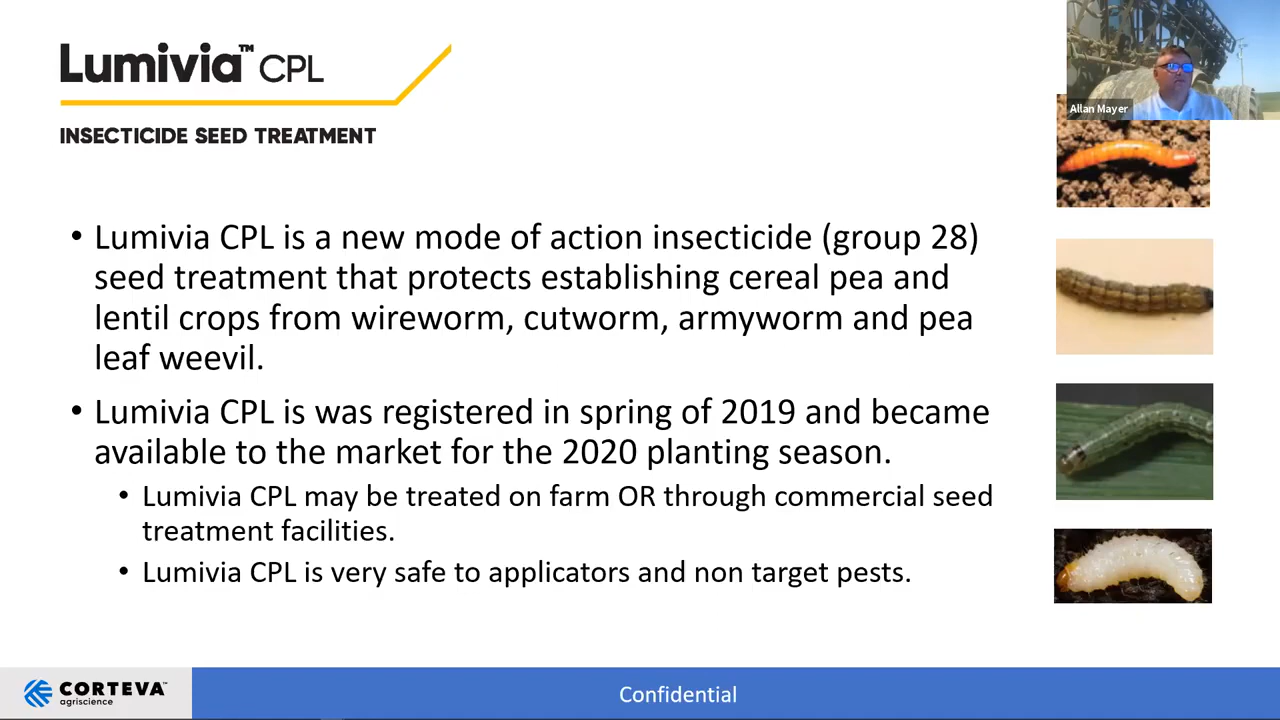 Lumivia™ CPL
INSECTICIDE SEED TREATMENT
Allan Mayer
• Lumivia CPL is a new mode of action insecticide (group 28)
seed treatment that protects establishing cereal pea and
lentil crops from wireworm, cutworm, armyworm and pea
leaf weevil.
• Lumivia CPL is was registered in spring of 2019 and became
available to the market for the 2020 planting season.
• Lumivia CPL may be treated on farm OR through commercial seed
treatment facilities.
• Lumivia CPL is very safe to applicators and non target pests.
CORTEVA™
agriscience
Confidential